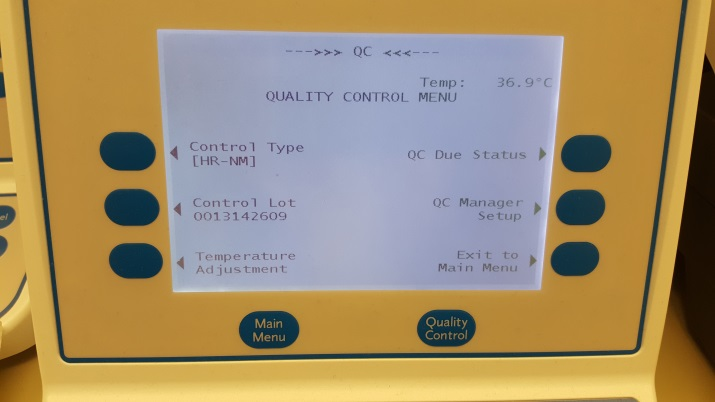 --->>> QC <<<---
Temp: 36.9°C
QUALITY CONTROL MENU
Control Type
[HR-NM]
QC Due Status
Control Lot
0013142609
QC Manager
Setup
Temperature
Adjustment
Exit to
Main Menu
Main
Menu
Quality
Control